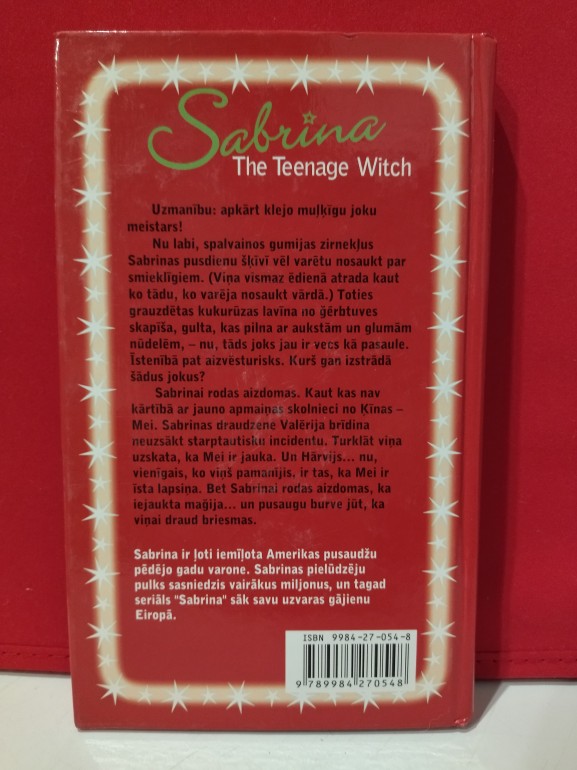 Sabrina
The Teenage Witch
Uzmanību: apkārt klejo muļķīgu joku
meistars!
Nu labi, spalvainos gumijas zirnekļus
Sabrinas pusdienu šķīvī vēl varētu nosaukt par
smieklīgiem. (Viņa vismaz ēdienā atrada kaut
ko tādu, ko varēja nosaukt vārdā.) Toties
grauzdētas kukurūzas lavīna no ģērbtuves
skapīša, gulta, kas pilna ar aukstām un glumām
nūdelēm, – nu, tāds joks jau ir vecs kā pasaule.
Īstenībā pat aizvēsturisks. Kurš gan izstrādā
šādus jokus?
Sabrinai rodas aizdomas. Kaut kas nav
kārtībā ar jauno apmaiņas skolnieci no Ķīnas –
Mei. Sabrinas draudzene Valērija brīdina
neuzsākt starptautisku incidentu. Turklāt viņa
uzskata, ka Mei ir jauka. Un Hārvijs... nu,
vienīgais, ko viņš pamanījis, ir tas, ka Mei ir
īsta lapsiņa. Bet Sabrinai rodas aizdomas, ka
iejaukta maģija... un pusaugu burve jūt, ka
viņai draud briesmas.
Sabrina ir ļoti iemīļota Amerikas pusaudžu
pēdējo gadu varone. Sabrinas pielūdzēju
pulks sasniedzis vairākus miljonus, un tagad
seriāls "Sabrina" sāk savu uzvaras gājienu
Eiropā.
ISBN 9984-27-054-8
9 789984 270548